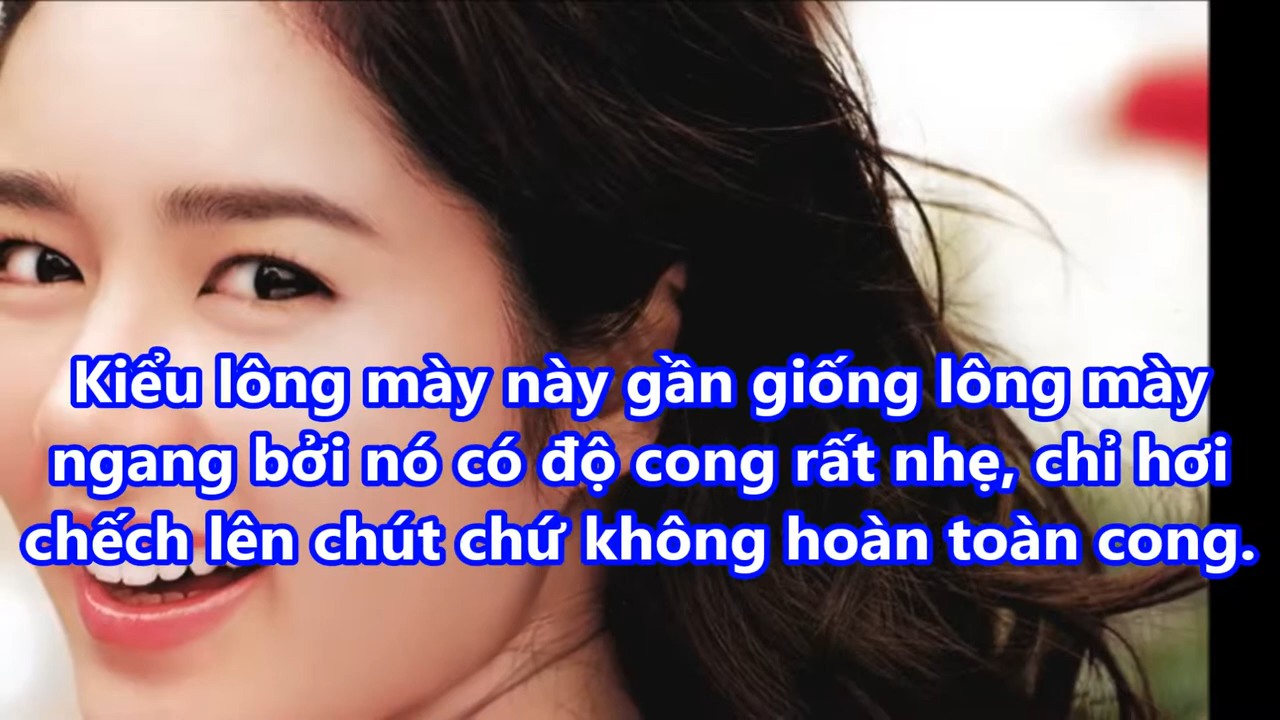 Kiểu lông mày này gần giống lông mày
ngang bởi nó có độ cong rất nhẹ, chỉ hơi
chếch lên chút chứ không hoàn toàn cong.